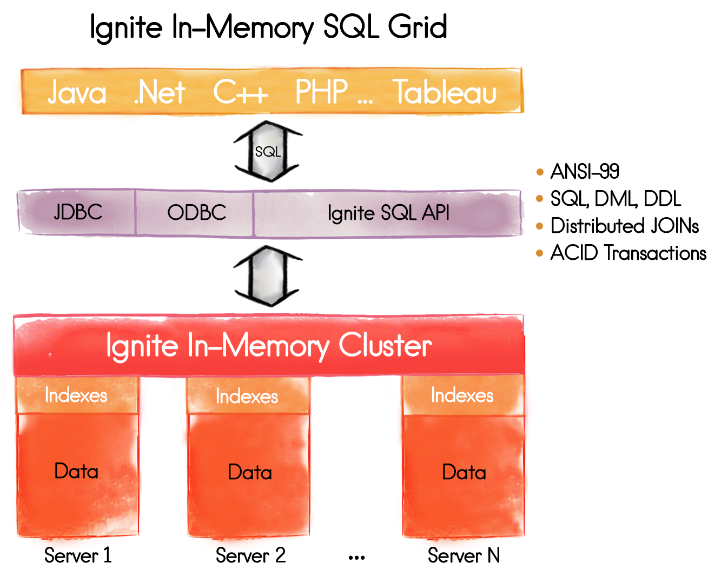 Ignite In-Memory SQL Grid
Java .Net C++ PHP ... Tableau
SQL
JDBC ODBC Ignite SQL API
• ANSI-99
• SQL, DML, DDL
• Distributed JOINs
• ACID Transactions
Ignite In-Memory Cluster
Indexes Indexes Indexes
Data Data Data
Server 1 Server 2 ... Server N